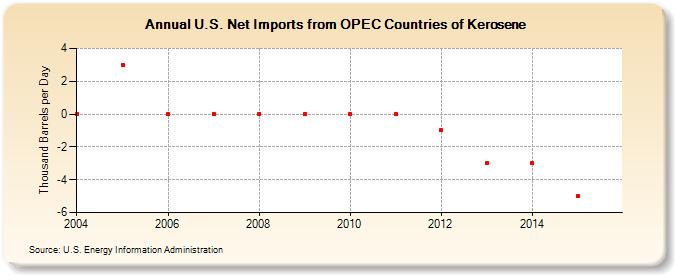 Annual U.S. Net Imports from OPEC Countries of Kerosene
Thousand Barrels per Day
4
2
0
-2
-4
-6
2004 2006 2008 2010 2012 2014
Source: U.S. Energy Information Administration